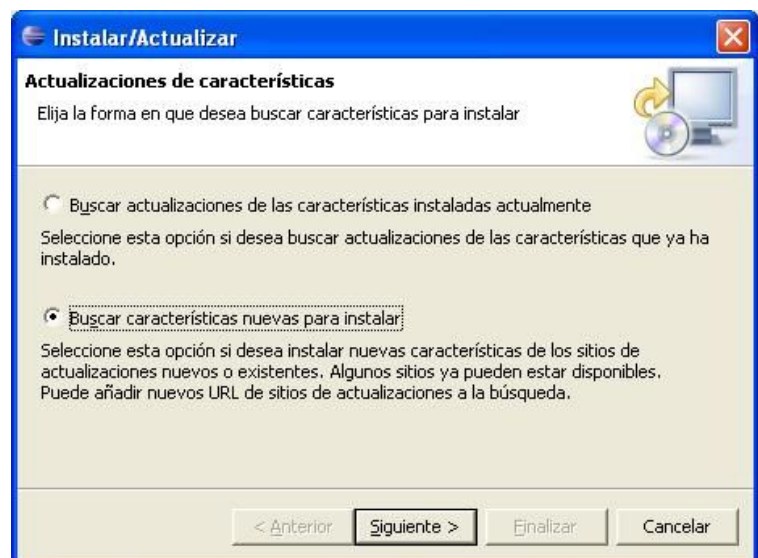 Instalar/Actualizar
Actualizaciones de características
Elija la forma en que desea buscar características para instalar
Buscar actualizaciones de las características instaladas actualmente
Seleccione esta opción si desea buscar actualizaciones de las características que ya ha
instalado.
Buscar características nuevas para instalar
Seleccione esta opción si desea instalar nuevas características de los sitios de
actualizaciones nuevos o existentes. Algunos sitios ya pueden estar disponibles.
Puede añadir nuevos URL de sitios de actualizaciones a la búsqueda.
< Anterior Siguiente > Finalizar Cancelar